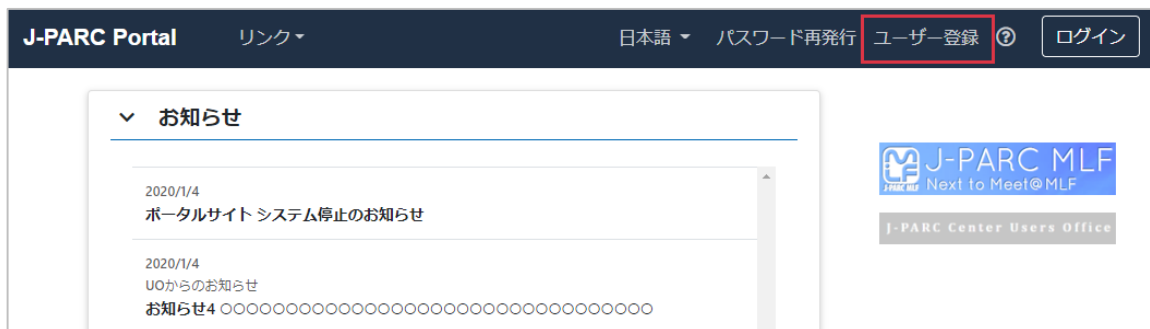 J-PARC Portal リンク 日本語 パスワード再発行 ユーザー登録 ? ログイン
お知らせ
2020/1/4
ポータルサイト システム停止のお知らせ
2020/1/4
UOからのお知らせ
お知らせ4 ○○○○○○○○○○○○○○○○○○○○○○○○○○○○○○○○○
J-PARC MLF
Next to Meet@MLF
J-PARC MLF
J-PARC Center Users Office